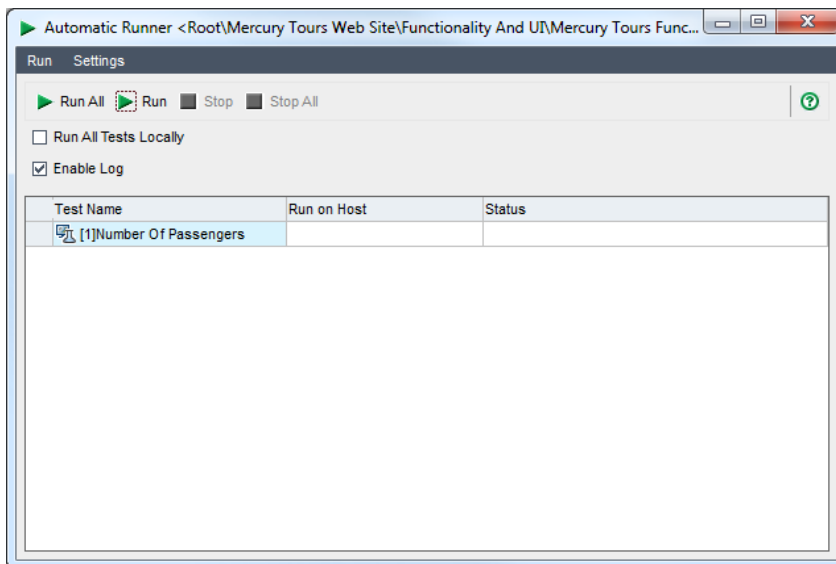 Automatic Runner <Root\Mercury Tours Web Site\Functionality And UI\Mercury Tours Func...
Run Settings
Run All Run Stop Stop All
Run All Tests Locally
Enable Log
Test Name Run on Host Status
[1]Number Of Passengers